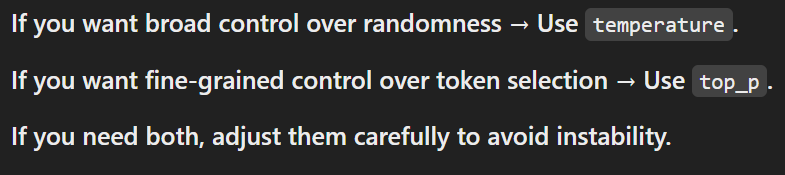 If you want broad control over randomness → Use temperature.
If you want fine-grained control over token selection → Use top_p.
If you need both, adjust them carefully to avoid instability.